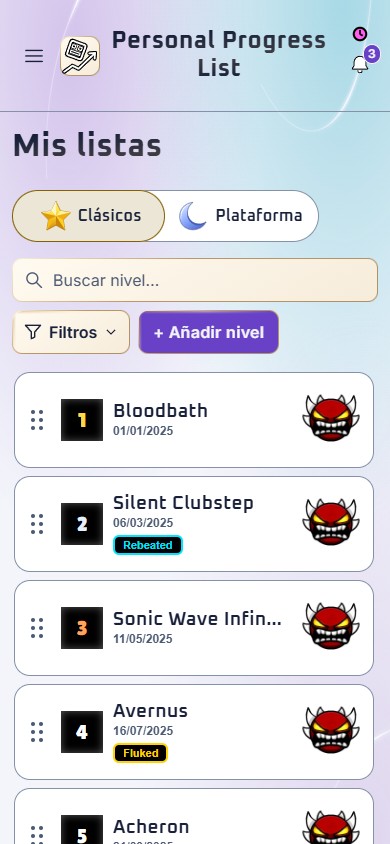 Personal Progress
List
3
Mis listas
Clásicos
Plataforma
Buscar nivel...
Filtros
+ Añadir nivel
1
Bloodbath
01/01/2025
2
Silent Clubstep
06/03/2025
Rebeated
3
Sonic Wave Infin...
11/05/2025
4
Avernus
16/07/2025
Fluked
5
Acheron